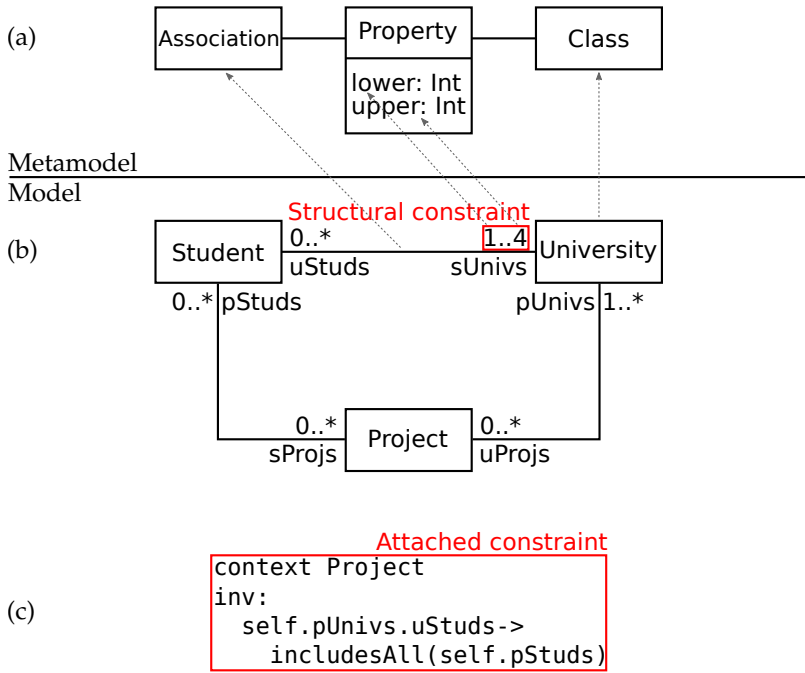 (a)
Association
Property
Class
lower: Int
upper: Int
Metamodel
Model
Structural constraint
(b)
Student
0..*
uStuds
1..4
sUnivs
University
0..* pStuds
pUnivs 1..*
0..*
sProjs
Project
0..*
uProjs
Attached constraint
(c)
context Project
inv:
self.pUnivs.uStuds->
includesAll(self.pStuds)